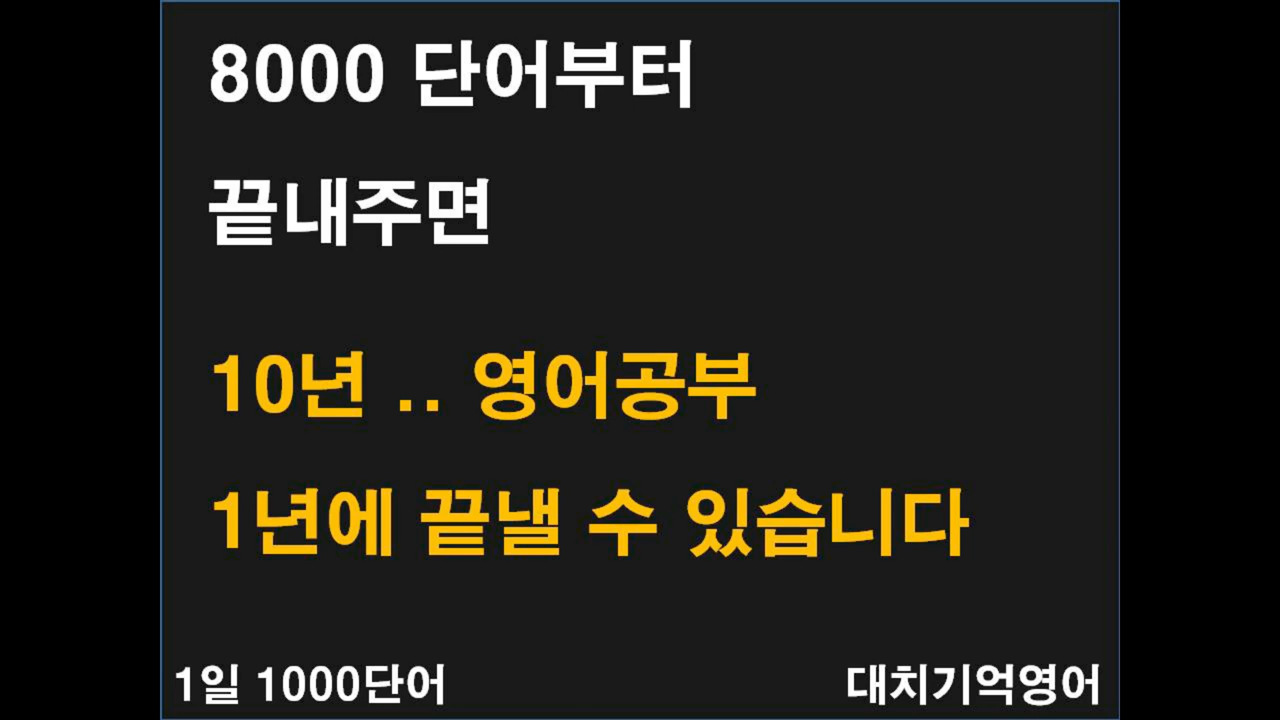 8000 단어부터
끝내주면
10년 .. 영어공부
1년에 끝낼 수 있습니다
1일 1000단어
대치기억영어